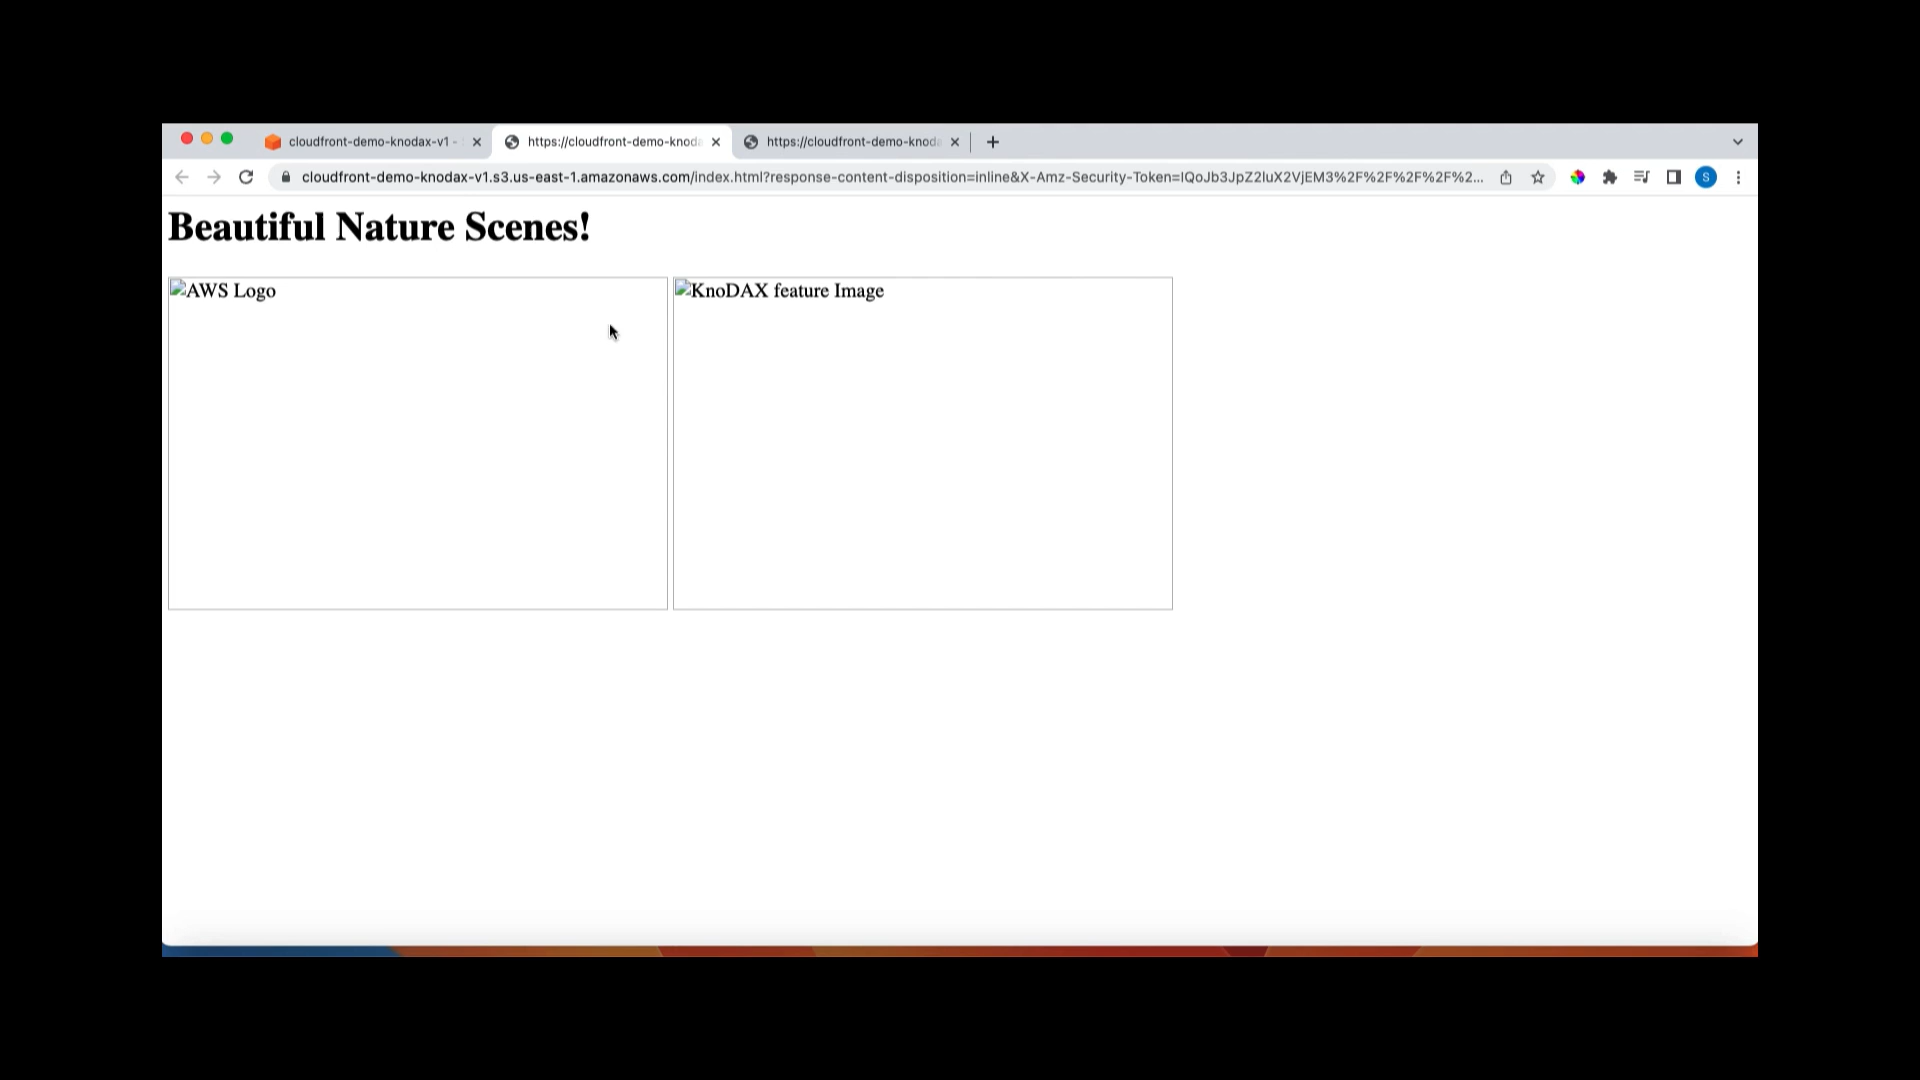 cloudfront-demo-knodax-v1 -
https://cloudfront-demo-knoda
https://cloudfront-demo-knoda
cloudfront-demo-knodax-v1.s3.us-east-1.amazonaws.com/index.html?response-content-disposition=inline&X-Amz-Security-Token=IQoJb3JpZ2luX2VjEM3%2F%2F%2F%2F%2...
S
Beautiful Nature Scenes!
AWS Logo
KnoDAX feature Image